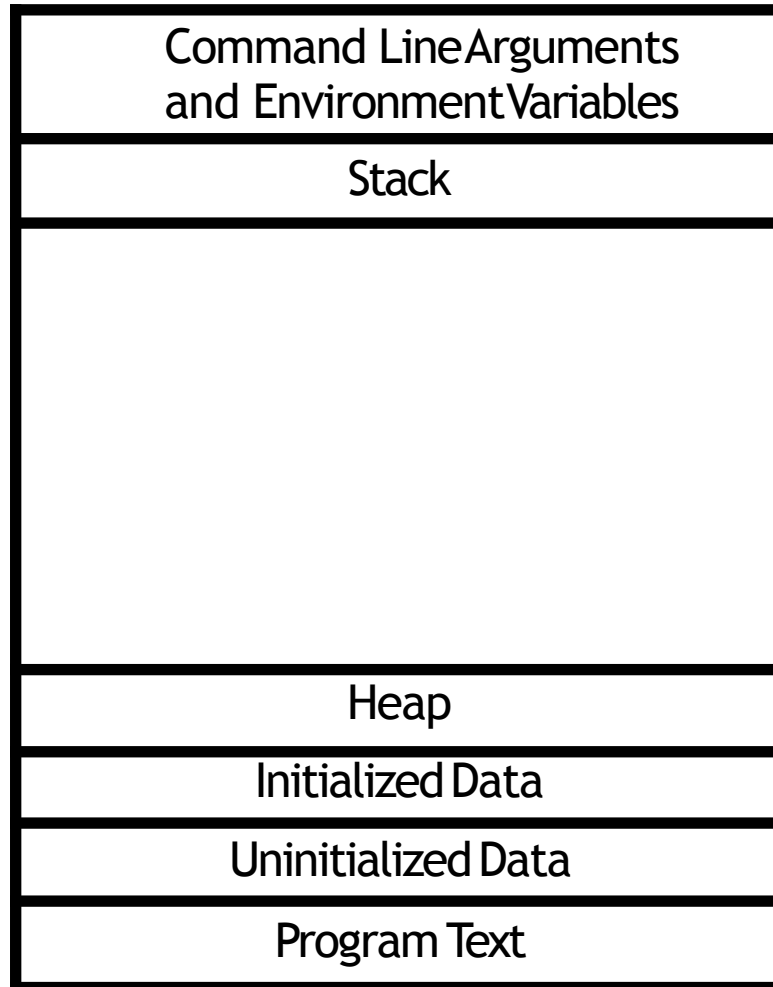 Command Line Arguments
and Environment Variables
Stack
Heap
Initialized Data
Uninitialized Data
Program Text